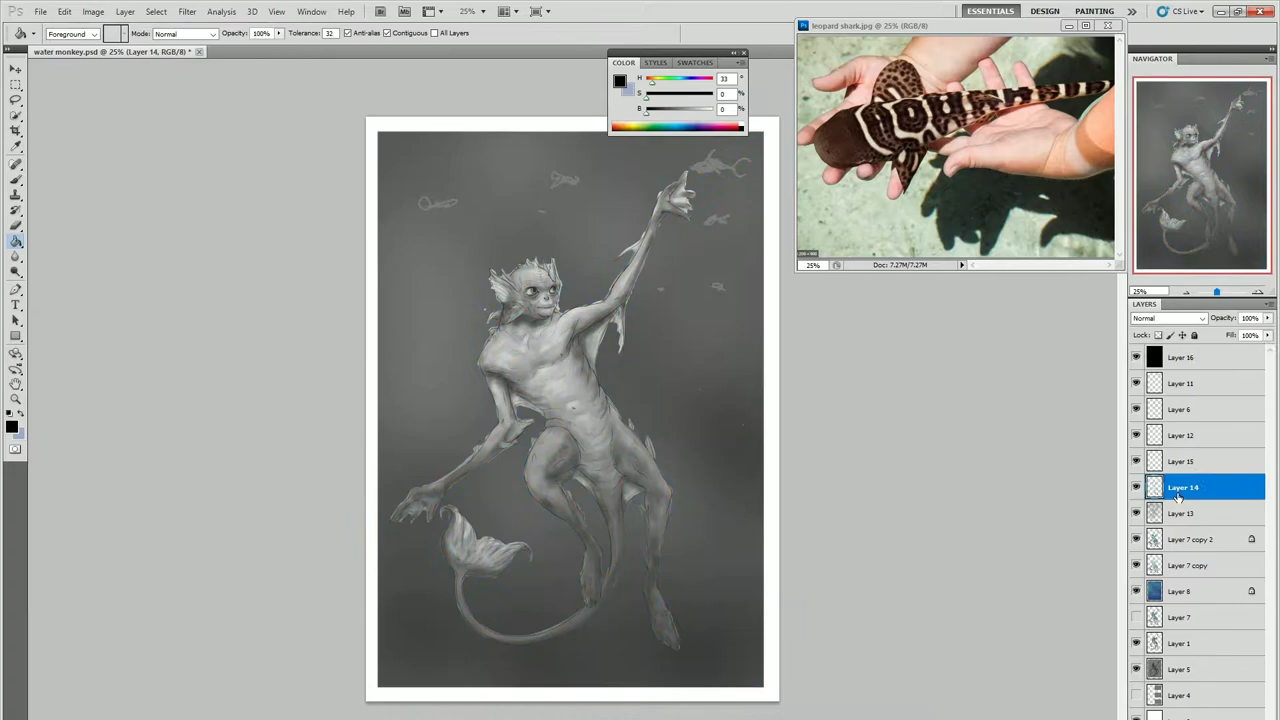 Ps File Edit Image Layer Select Filter Analysis 3D View Window Help Br Mb 25% ESSENTIALS DESIGN PAINTING CS Live
Foreground Mode: Normal Opacity: 100% Tolerance: 32 Anti-alias Contiguous All Layers
water monkey.psd @ 25% (Layer 14, RGB/8) *
COLOR STYLES SWATCHES
H 33 °
S 0 %
B 0 %
leopard shark.jpg @ 25% (RGB/8)
25% Doc: 7.27M/7.27M
NAVIGATOR
25%
LAYERS
Normal Opacity: 100%
Lock: Fill: 100%
Layer 16
Layer 11
Layer 6
Layer 12
Layer 15
Layer 14
Layer 13
Layer 7 copy 2
Layer 7 copy
Layer 8
Layer 7
Layer 1
Layer 5
Layer 4